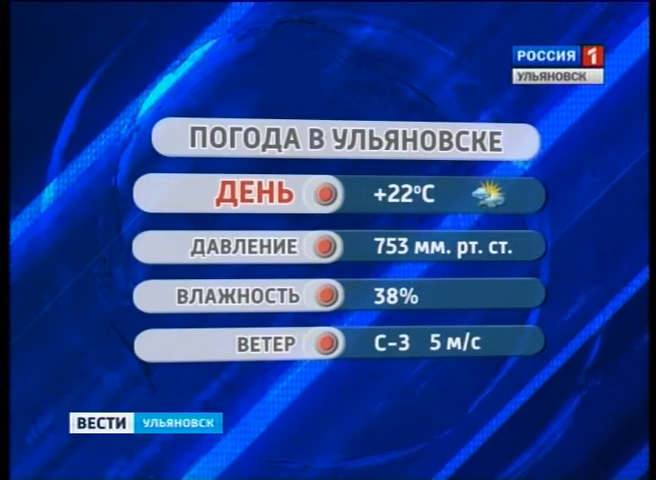 РОССИЯ 1
УЛЬЯНОВСК
ПОГОДА В УЛЬЯНОВСКЕ
ДЕНЬ +22°C
ДАВЛЕНИЕ 753 мм. рт. ст.
ВЛАЖНОСТЬ 38%
ВЕТЕР С-З 5 м/с
ВЕСТИ УЛЬЯНОВСК